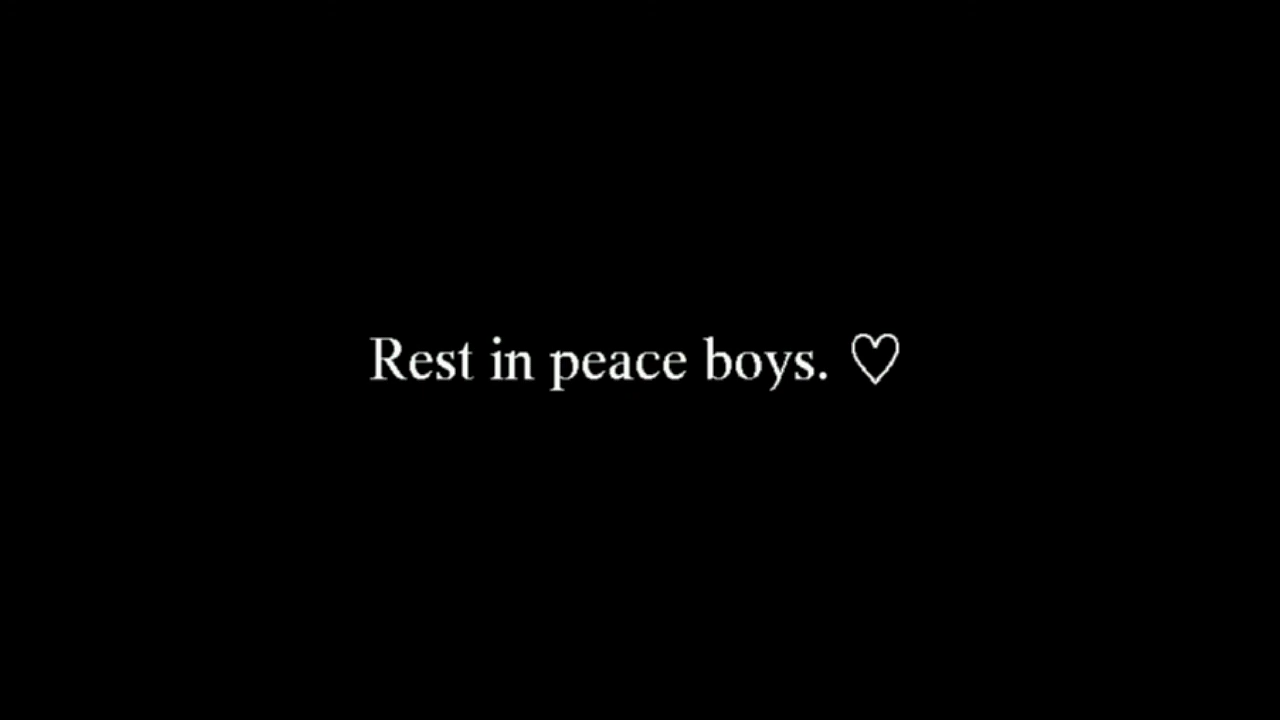 Rest in peace boys. ♡